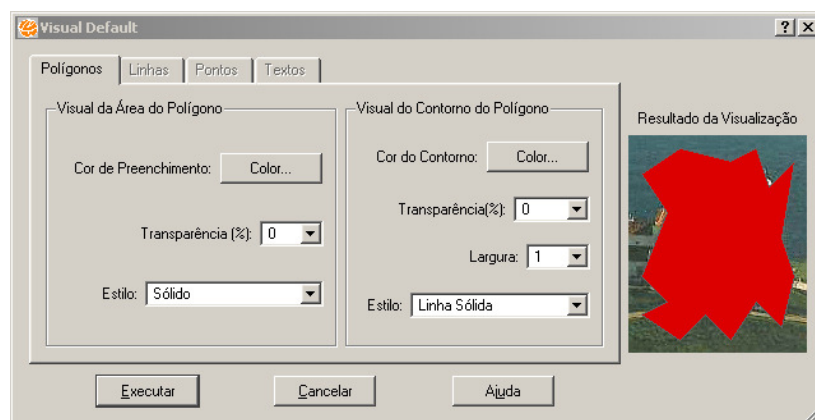 Visual Default
Polígonos Linhas Pontos Textos
Visual da Área do Polígono
Cor de Preenchimento: Color...
Transparência (%): 0
Estilo: Sólido
Visual do Contorno do Polígono
Cor do Contorno: Color...
Transparência(%): 0
Largura: 1
Estilo: Linha Sólida
Resultado da Visualização
Executar Cancelar Ajuda